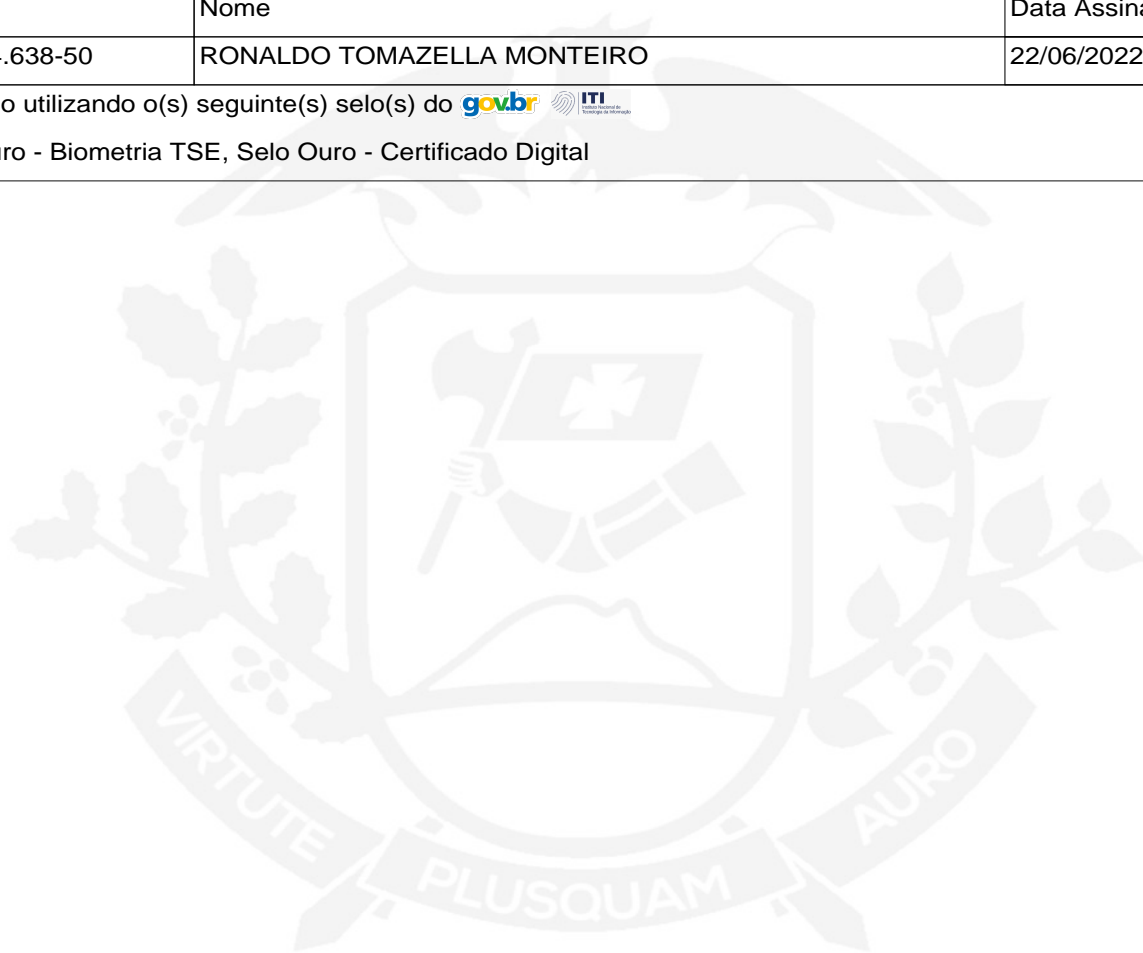 Nome Data Assina
.638-50 RONALDO TOMAZELLA MONTEIRO 22/06/2022
o utilizando o(s) seguinte(s) selo(s) do gov.br ITI
ro - Biometria TSE, Selo Ouro - Certificado Digital
VIRTUTE PLUSQUAM AURO